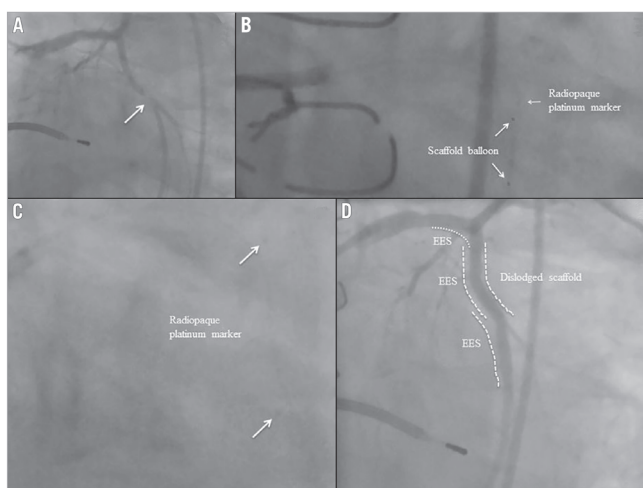 A
B
Radiopaque
platinum marker
Scaffold balloon
C
Radiopaque
platinum marker
D
EES
EES
Dislodged scaffold
EES